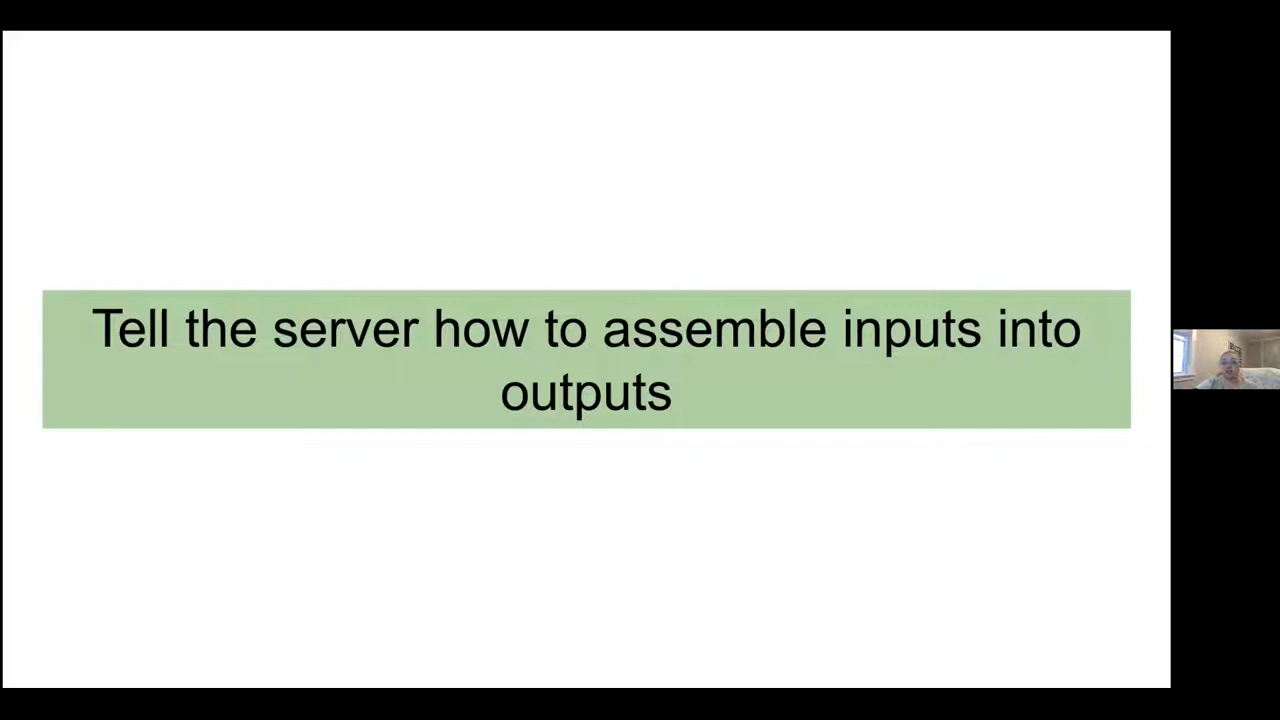 Tell the server how to assemble inputs into
outputs